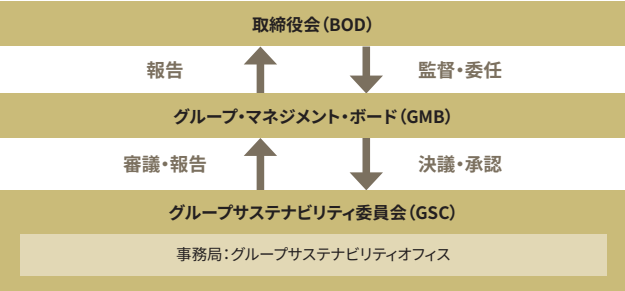 取締役会（BOD）
報告
監督・委任
グループ・マネジメント・ボード（GMB）
審議・報告
決議・承認
グループサステナビリティ委員会（GSC）
事務局：グループサステナビリティオフィス